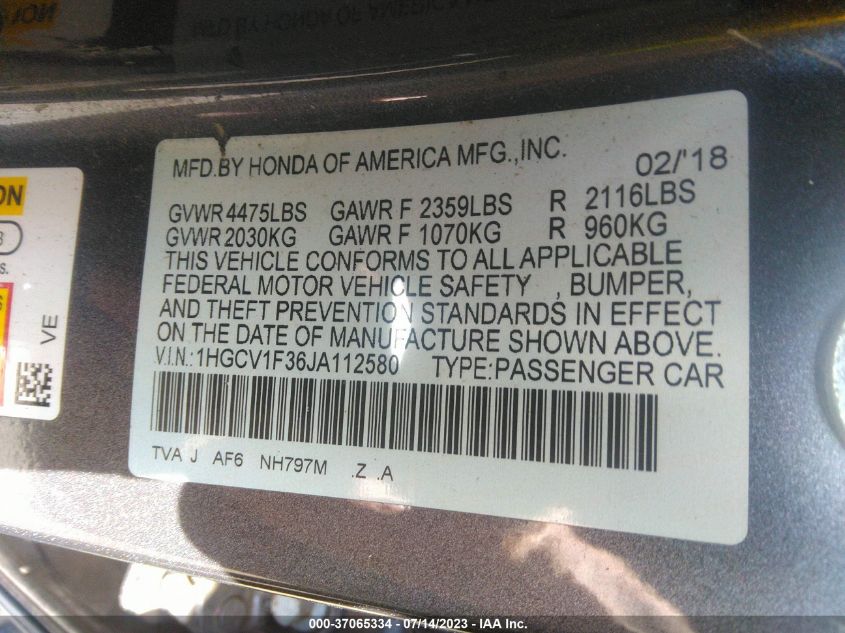 MFD.BY HONDA OF AMERICA MFG.,INC. 02/'18
GVWR 4475LBS GAWR F 2359LBS R 2116LBS
GVWR 2030KG GAWR F 1070KG R 960KG
THIS VEHICLE CONFORMS TO ALL APPLICABLE
FEDERAL MOTOR VEHICLE SAFETY , BUMPER,
AND THEFT PREVENTION STANDARDS IN EFFECT
ON THE DATE OF MANUFACTURE SHOWN ABOVE.
V.I.N.:1HGCV1F36JA112580 TYPE:PASSENGER CAR
TVA J AF6 NH797M .Z .A
VE
000-37065334 - 07/14/2023 - IAA Inc.